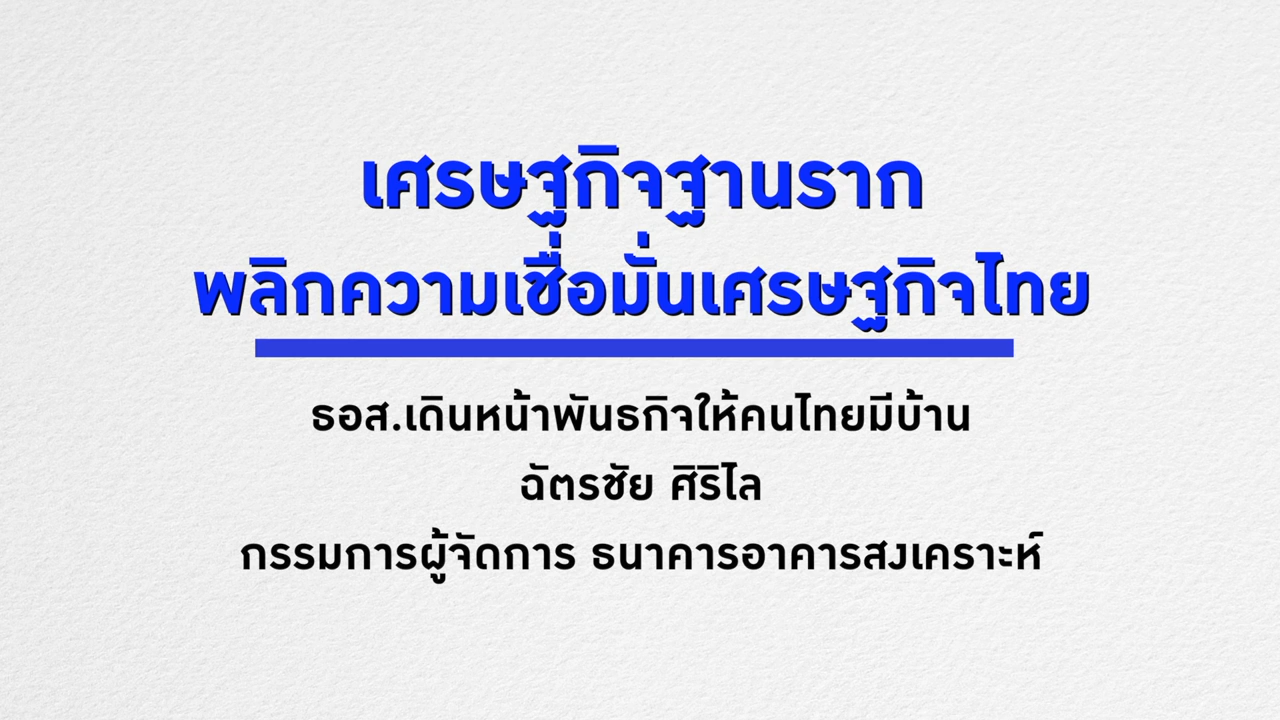 เศรษฐกิจฐานราก
พลิกความเชื่อมั่นเศรษฐกิจไทย
ธอส.เดินหน้าพันธกิจให้คนไทยมีบ้าน
ฉัตรชัย ศิริไล
กรรมการผู้จัดการ ธนาคารอาคารสงเคราะห์